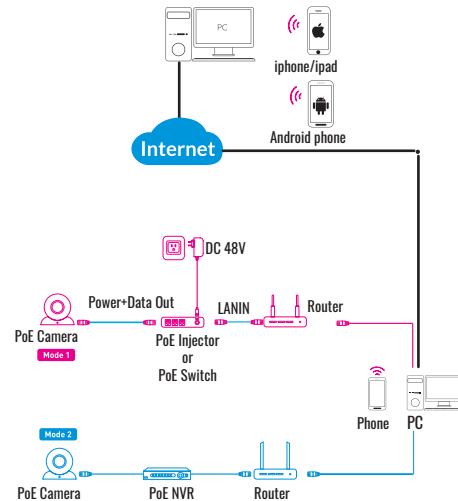 PC
iphone/ipad
Android phone
Internet
DC 48V
Power+Data Out
LANIN
Router
PoE Camera
Mode 1
PoE Injector
or
PoE Switch
Phone
PC
Mode 2
PoE Camera
PoE NVR
Router